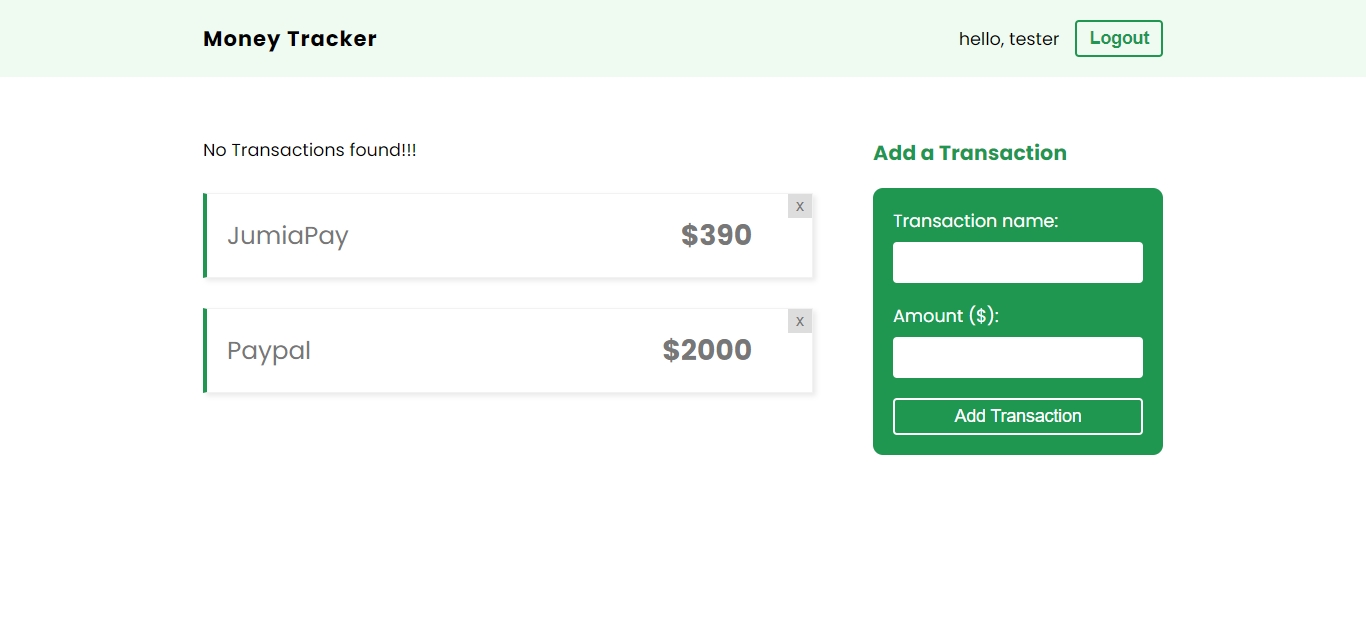 Money Tracker
hello, tester
Logout
No Transactions found!!!
JumiaPay
$390
x
Paypal
$2000
x
Add a Transaction
Transaction name:
Amount ($):
Add Transaction